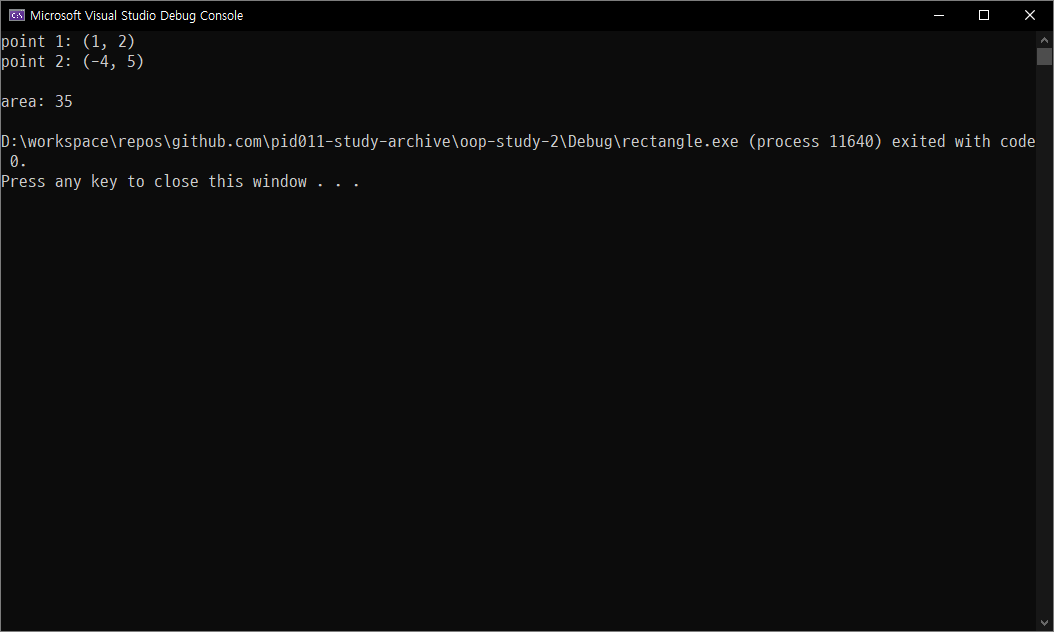 Microsoft Visual Studio Debug Console
point 1: (1, 2)
point 2: (-4, 5)
area: 35
D:\workspace\repos\github.com\pid011-study-archive\oop-study-2\Debug\rectangle.exe (process 11640) exited with code
 0.
Press any key to close this window . . .